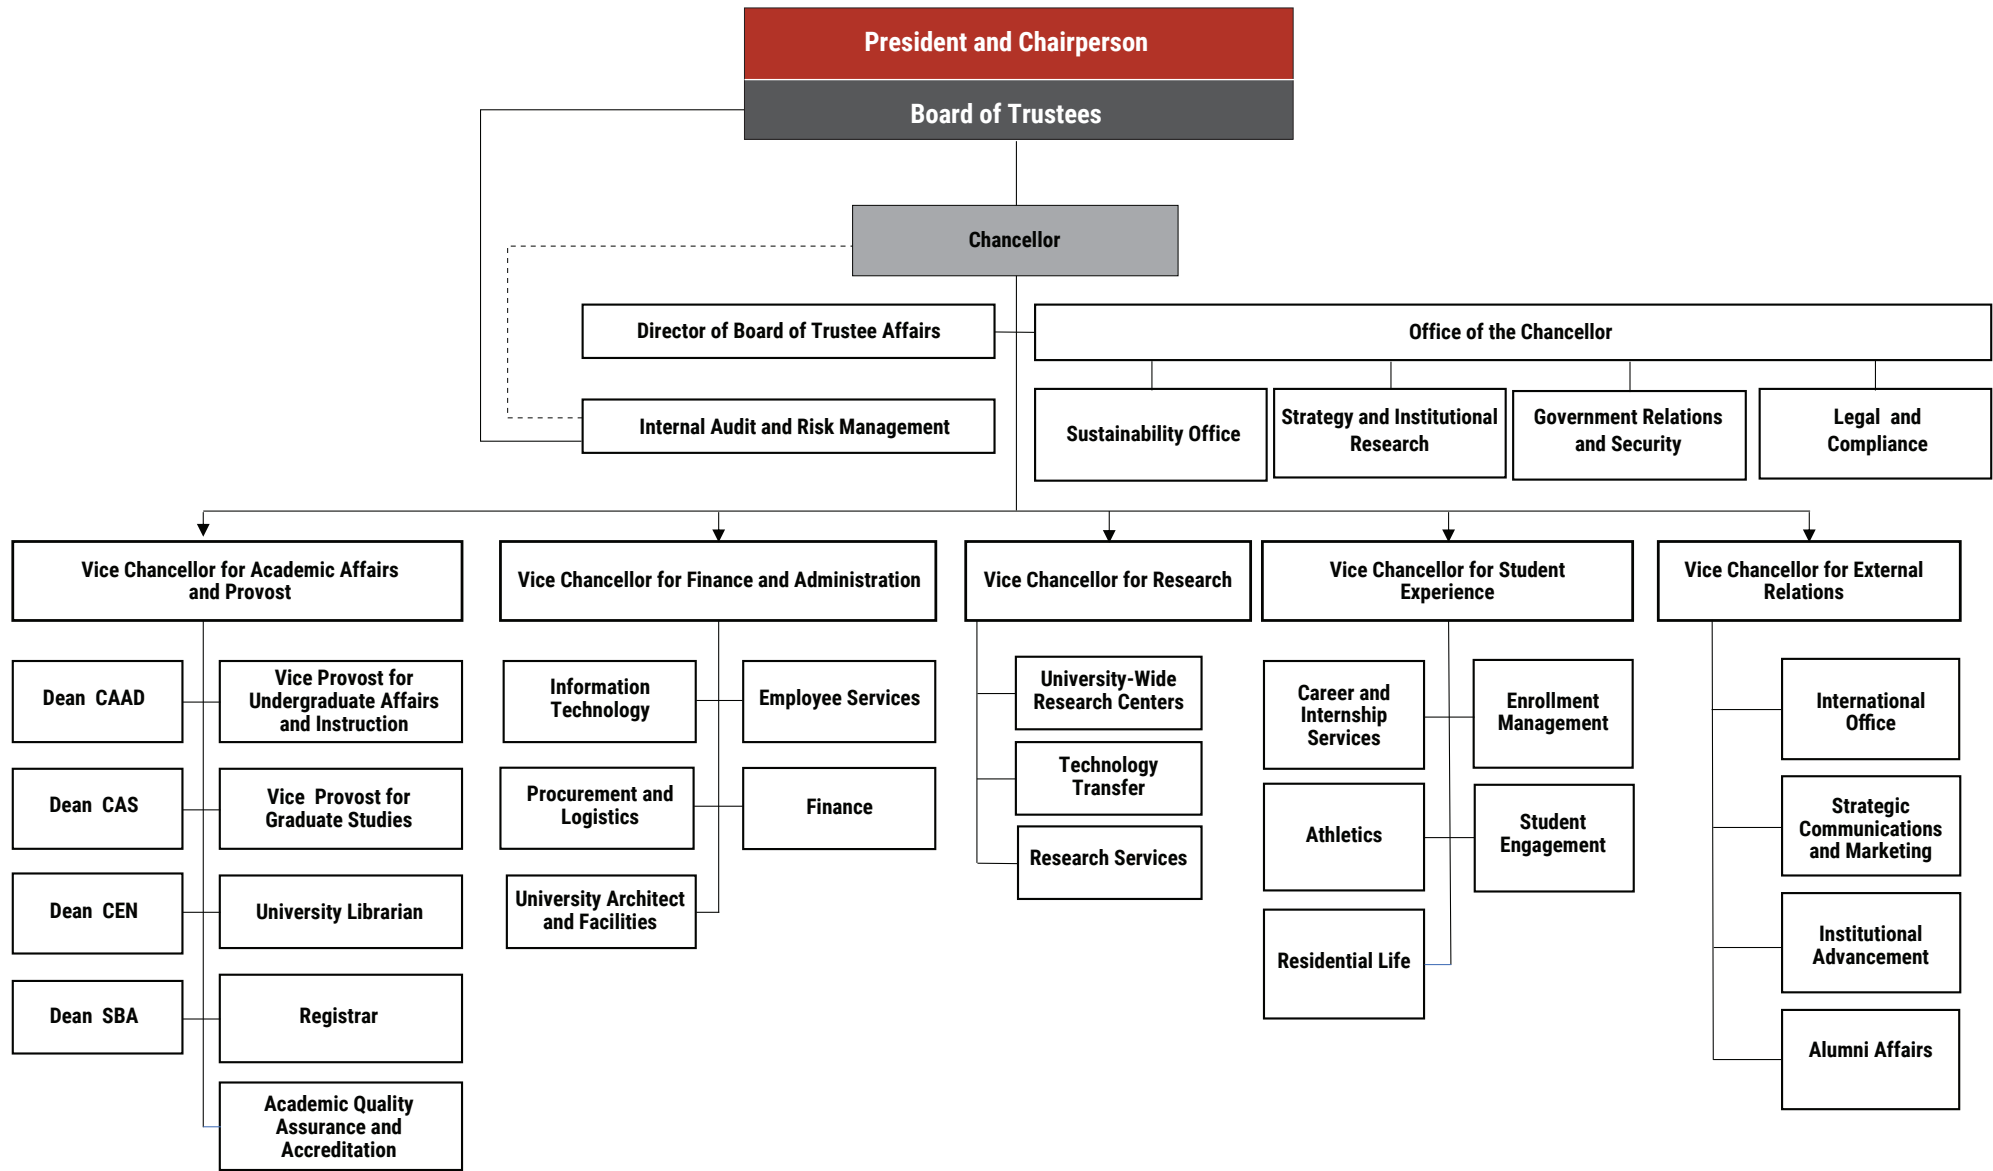 President and Chairperson
Board of Trustees
Chancellor
Director of Board of Trustee Affairs
Office of the Chancellor
Internal Audit and Risk Management
Sustainability Office
Strategy and Institutional
Research
Government Relations
and Security
Legal and
Compliance
Vice Chancellor for Academic Affairs
and Provost
Vice Chancellor for Finance and Administration
Vice Chancellor for Research
Vice Chancellor for Student
Experience
Vice Chancellor for External
Relations
Dean CAAD
Vice Provost for
Undergraduate Affairs
and Instruction
Dean CAS
Vice Provost for
Graduate Studies
Dean CEN
University Librarian
Dean SBA
Registrar
Academic Quality
Assurance and
Accreditation
Information
Technology
Employee Services
Procurement and
Logistics
Finance
University Architect
and Facilities
University-Wide
Research Centers
Technology
Transfer
Research Services
Career and
Internship
Services
Enrollment
Management
Athletics
Student
Engagement
Residential Life
International
Office
Strategic
Communications
and Marketing
Institutional
Advancement
Alumni Affairs